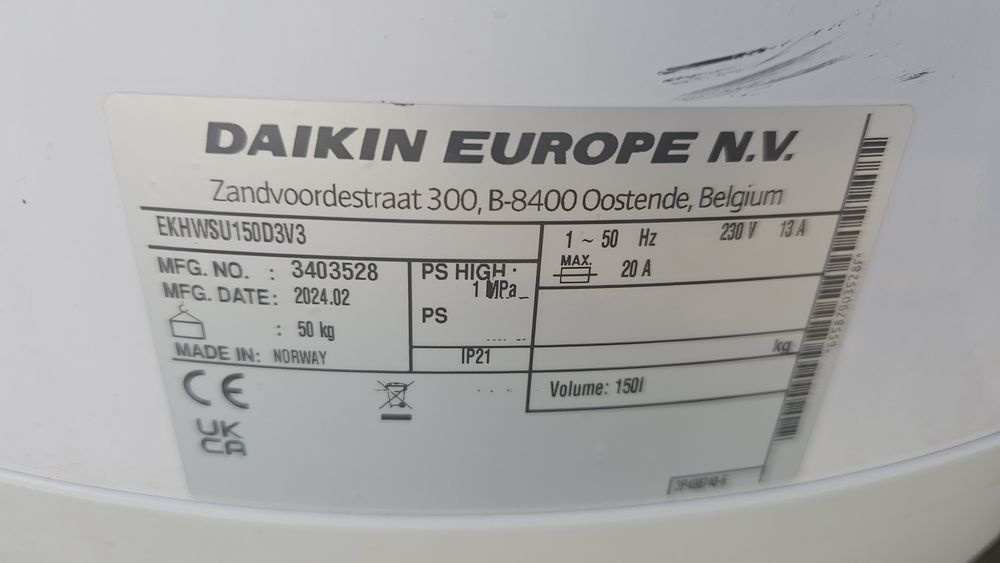 DAIKIN EUROPE N.V.
Zandvoordestraat 300, B-8400 Oostende, Belgium
EKHWSU150D3V3
1 ~ 50 Hz 230 V 13 A
MAX. 20 A
MFG. NO. : 3403528
MFG. DATE: 2024.02
: 50 kg
MADE IN: NORWAY
PS HIGH
1 MPa
PS
IP21
kg
Volume: 150l
CE
UK
CA